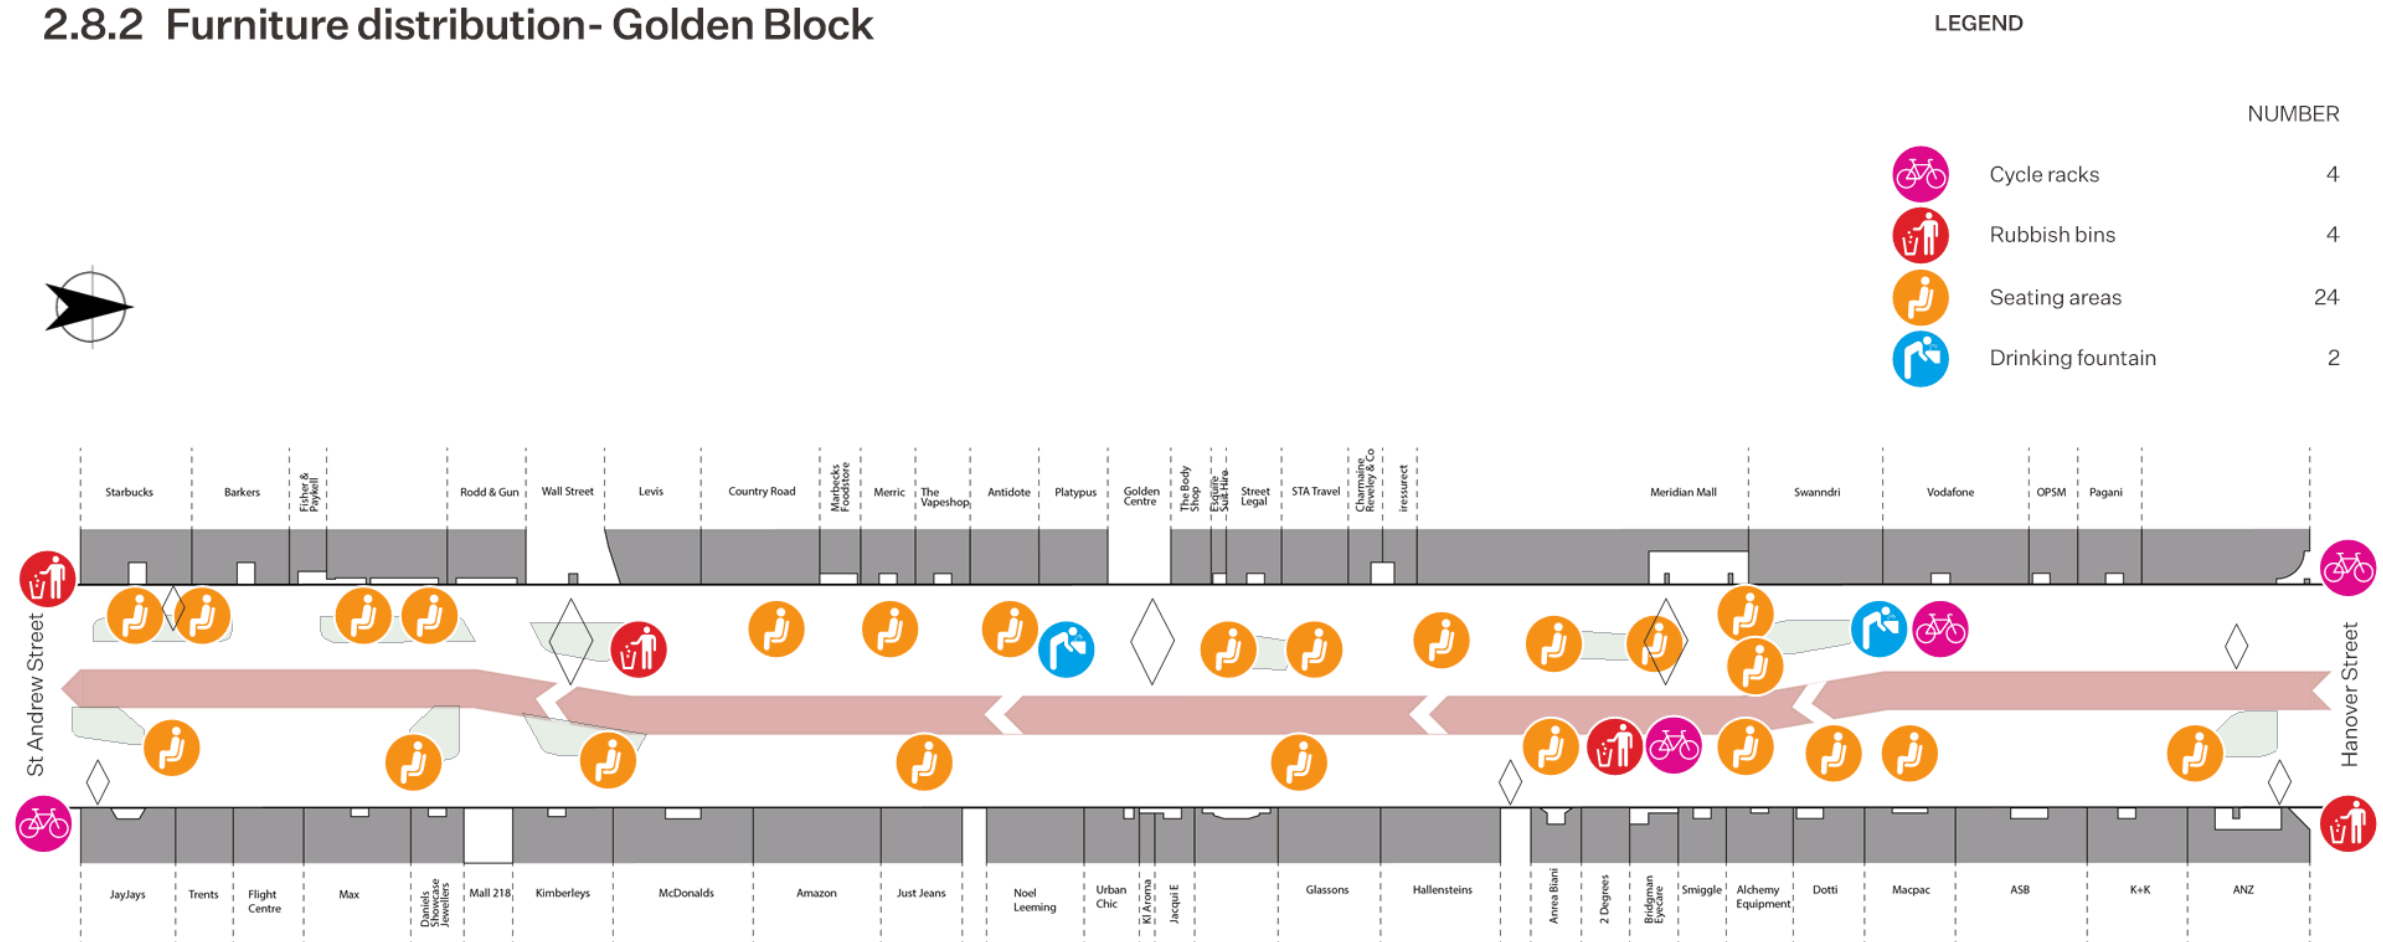 2.8.2 Furniture distribution- Golden Block
LEGEND
NUMBER
Cycle racks 4
Rubbish bins 4
Seating areas 24
Drinking fountain 2
Starbucks
Barkers
Fisher &
Paykell
Rodd & Gun
Wall Street
Levis
Country Road
Marbecks
Foodstore
Merric
The
Vapeshop
Antidote
Platypus
Golden
Centre
The Body
Shop
Esquire
Suit Hire
Street
Legal
STA Travel
Charmaine
Reveley & Co
iressurect
Meridian Mall
Swanndri
Vodafone
OPSM
Pagani
St Andrew Street
Hanover Street
JayJays
Trents
Flight
Centre
Max
Daniels
Showcase
Jewellers
Mall 218
Kimberleys
McDonalds
Amazon
Just Jeans
Noel
Leeming
Urban
Chic
KI Aroma
Jacqui E
Glassons
Hallensteins
Anrea Biani
2 Degrees
Bridgman
Eyecare
Smiggle
Alchemy
Equipment
Dotti
Macpac
ASB
K+K
ANZ